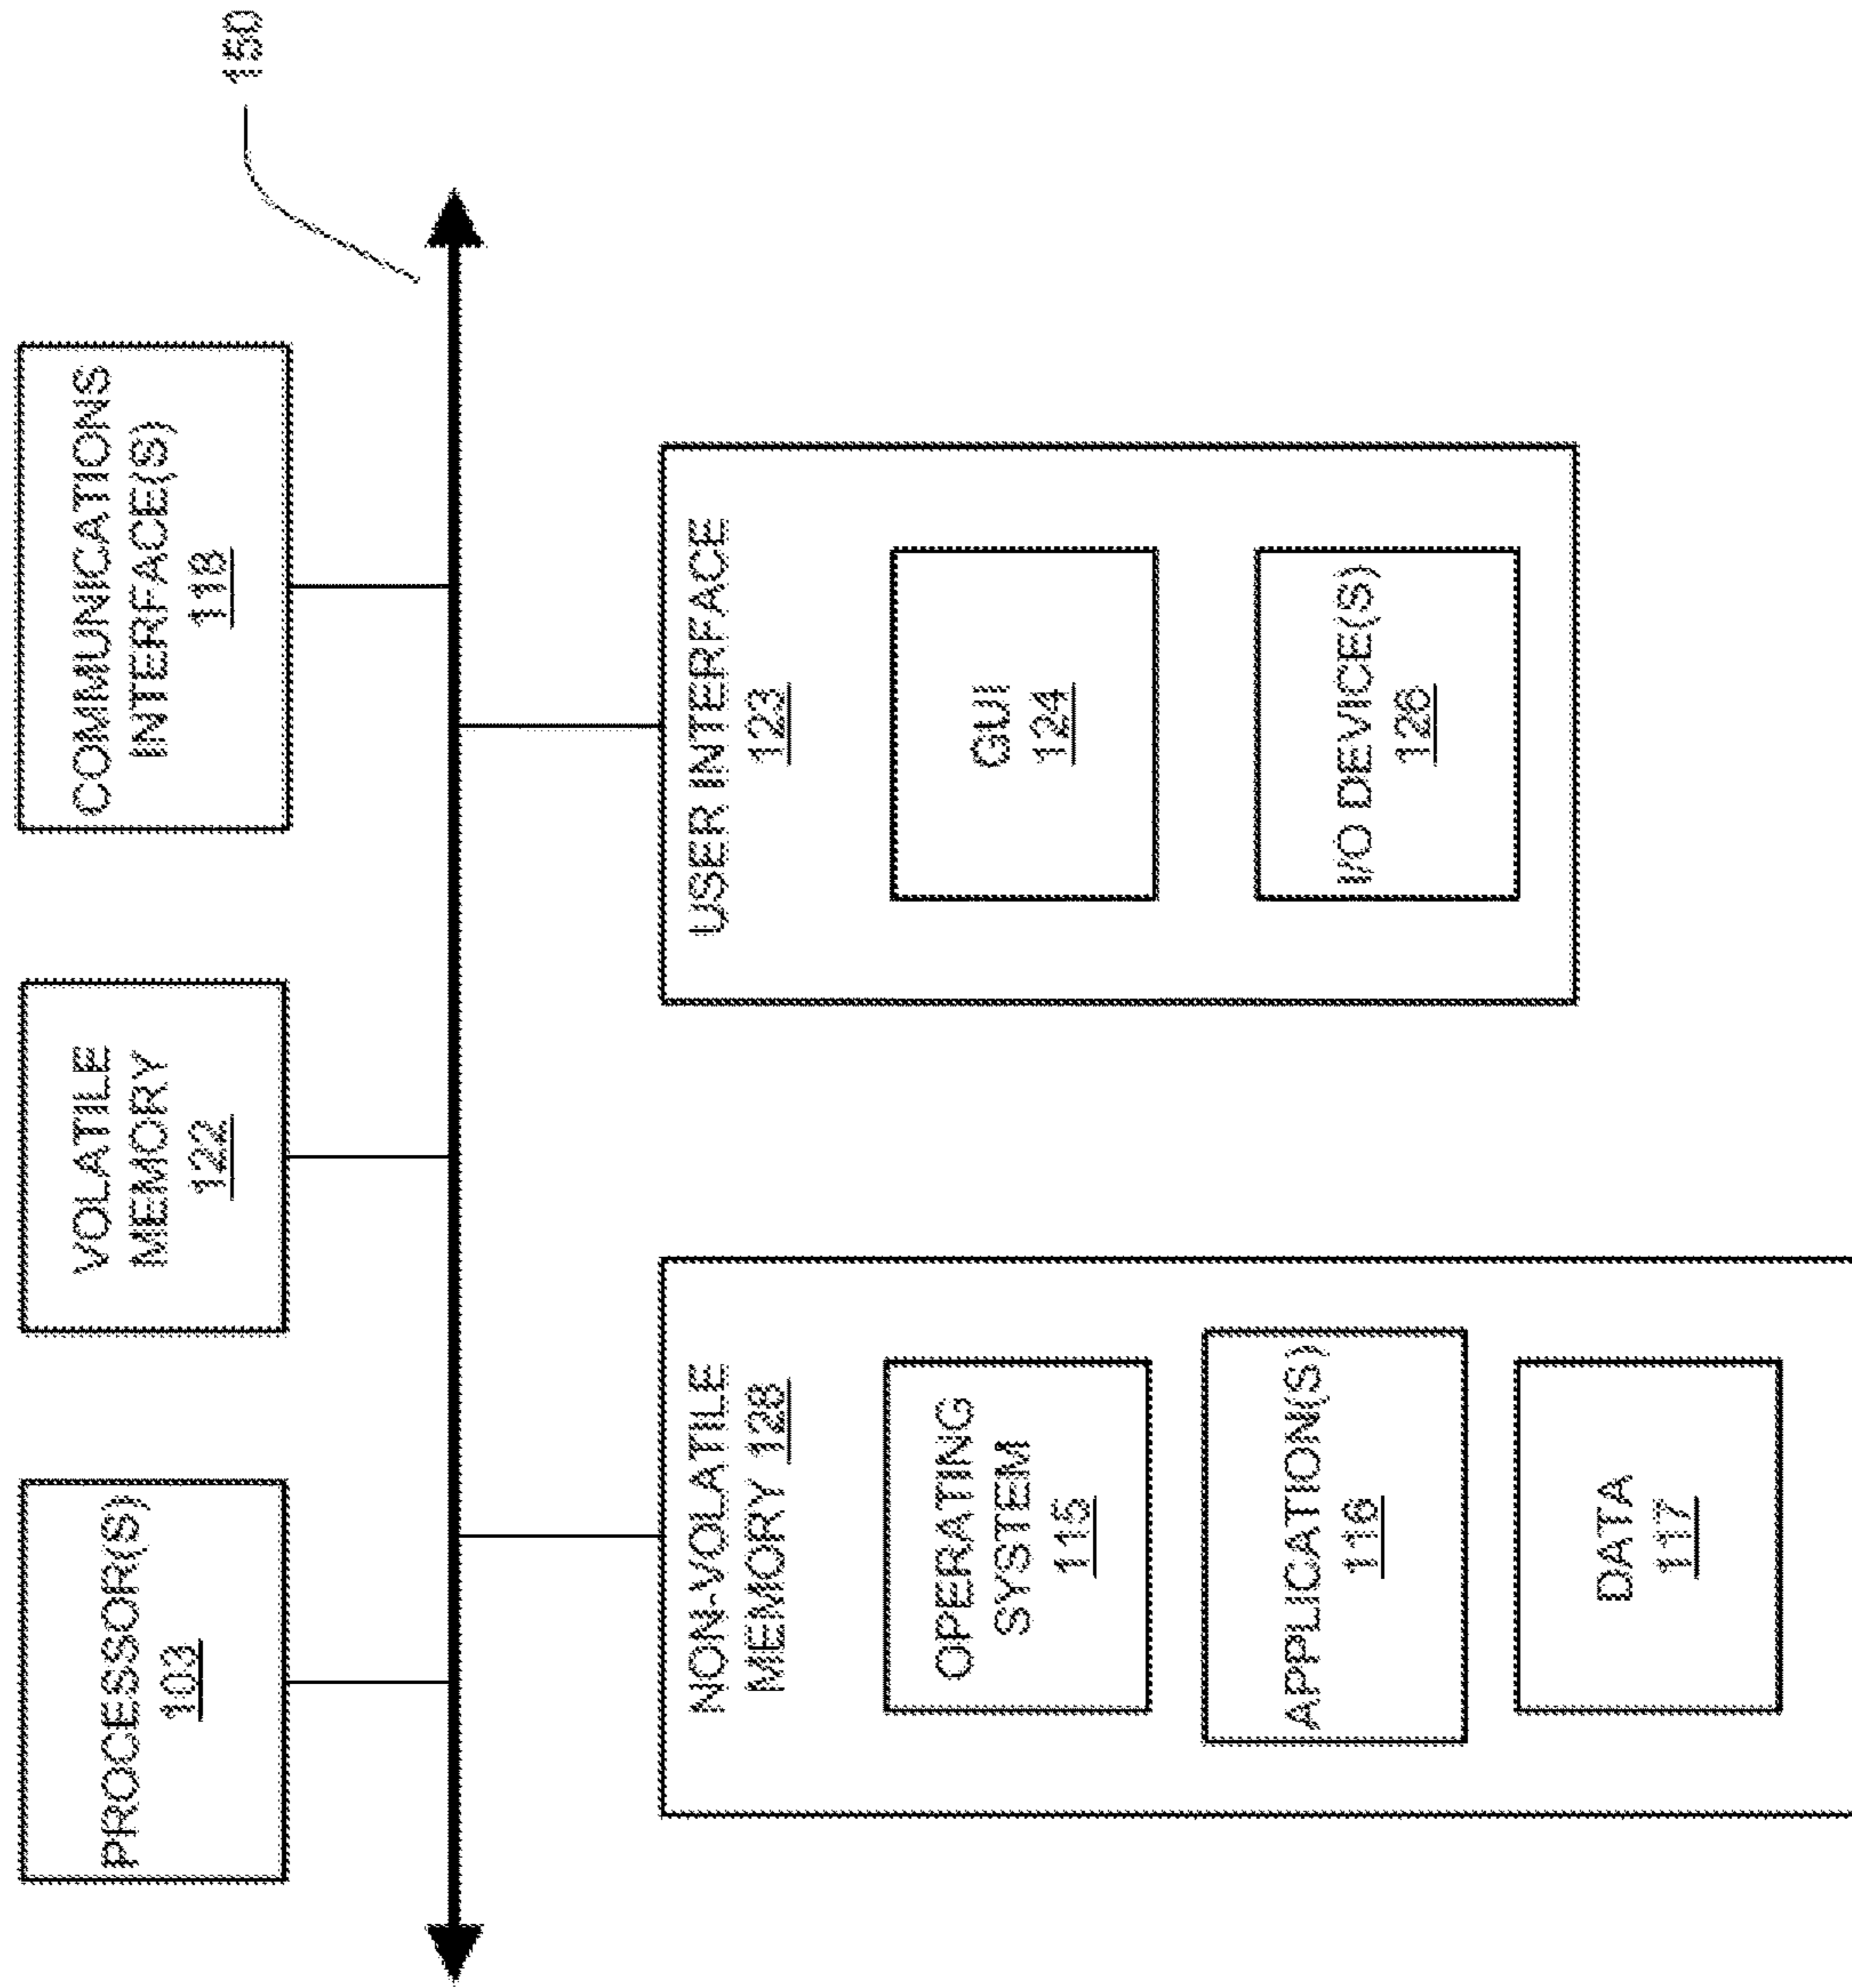 150
PROCESSOR(S)
103
VOLATILE
MEMORY
122
COMMUNICATIONS
INTERFACE(S)
118
NON-VOLATILE
MEMORY 128
OPERATING
SYSTEM
115
APPLICATION(S)
116
DATA
117
USER INTERFACE
123
GUI
124
I/O DEVICE(S)
126